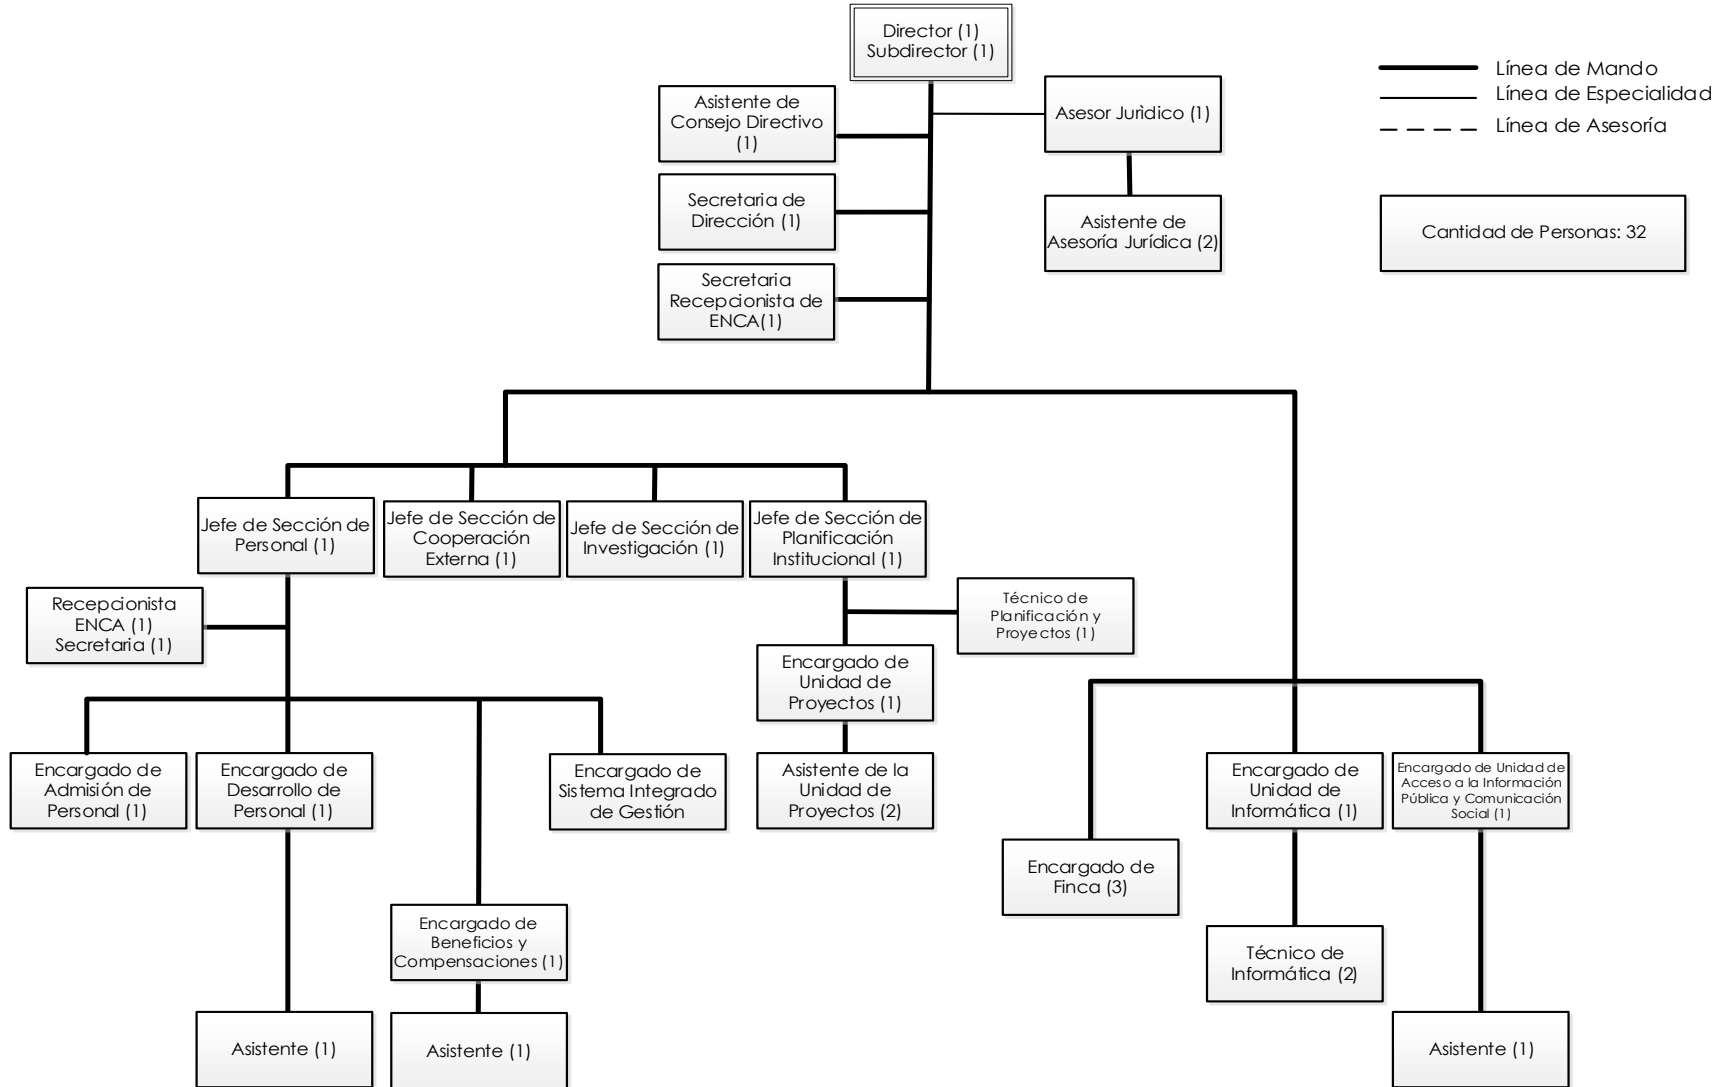 Director (1)
Subdirector (1)
Línea de Mando
Línea de Especialidad
Línea de Asesoría
Asistente de
Consejo Directivo
(1)
Asesor Jurìdico (1)
Secretaria de
Dirección (1)
Asistente de
Asesoría Jurídica (2)
Cantidad de Personas: 32
Secretaria
Recepcionista de
ENCA(1)
Jefe de Sección de
Personal (1)
Jefe de Sección de
Cooperación
Externa (1)
Jefe de Sección de
Investigación (1)
Jefe de Sección de
Planificación
Institucional (1)
Recepcionista
ENCA (1)
Secretaria (1)
Técnico de
Planificación y
Proyectos (1)
Encargado de
Unidad de
Proyectos (1)
Encargado de
Admisión de
Personal (1)
Encargado de
Desarrollo de
Personal (1)
Encargado de
Sistema Integrado
de Gestión
Asistente de la
Unidad de
Proyectos (2)
Encargado de
Unidad de
Informática (1)
Encargado de Unidad de
Acceso a la Información
Pública y Comunicación
Social (1)
Encargado de
Finca (3)
Encargado de
Beneficios y
Compensaciones (1)
Técnico de
Informática (2)
Asistente (1)
Asistente (1)
Asistente (1)